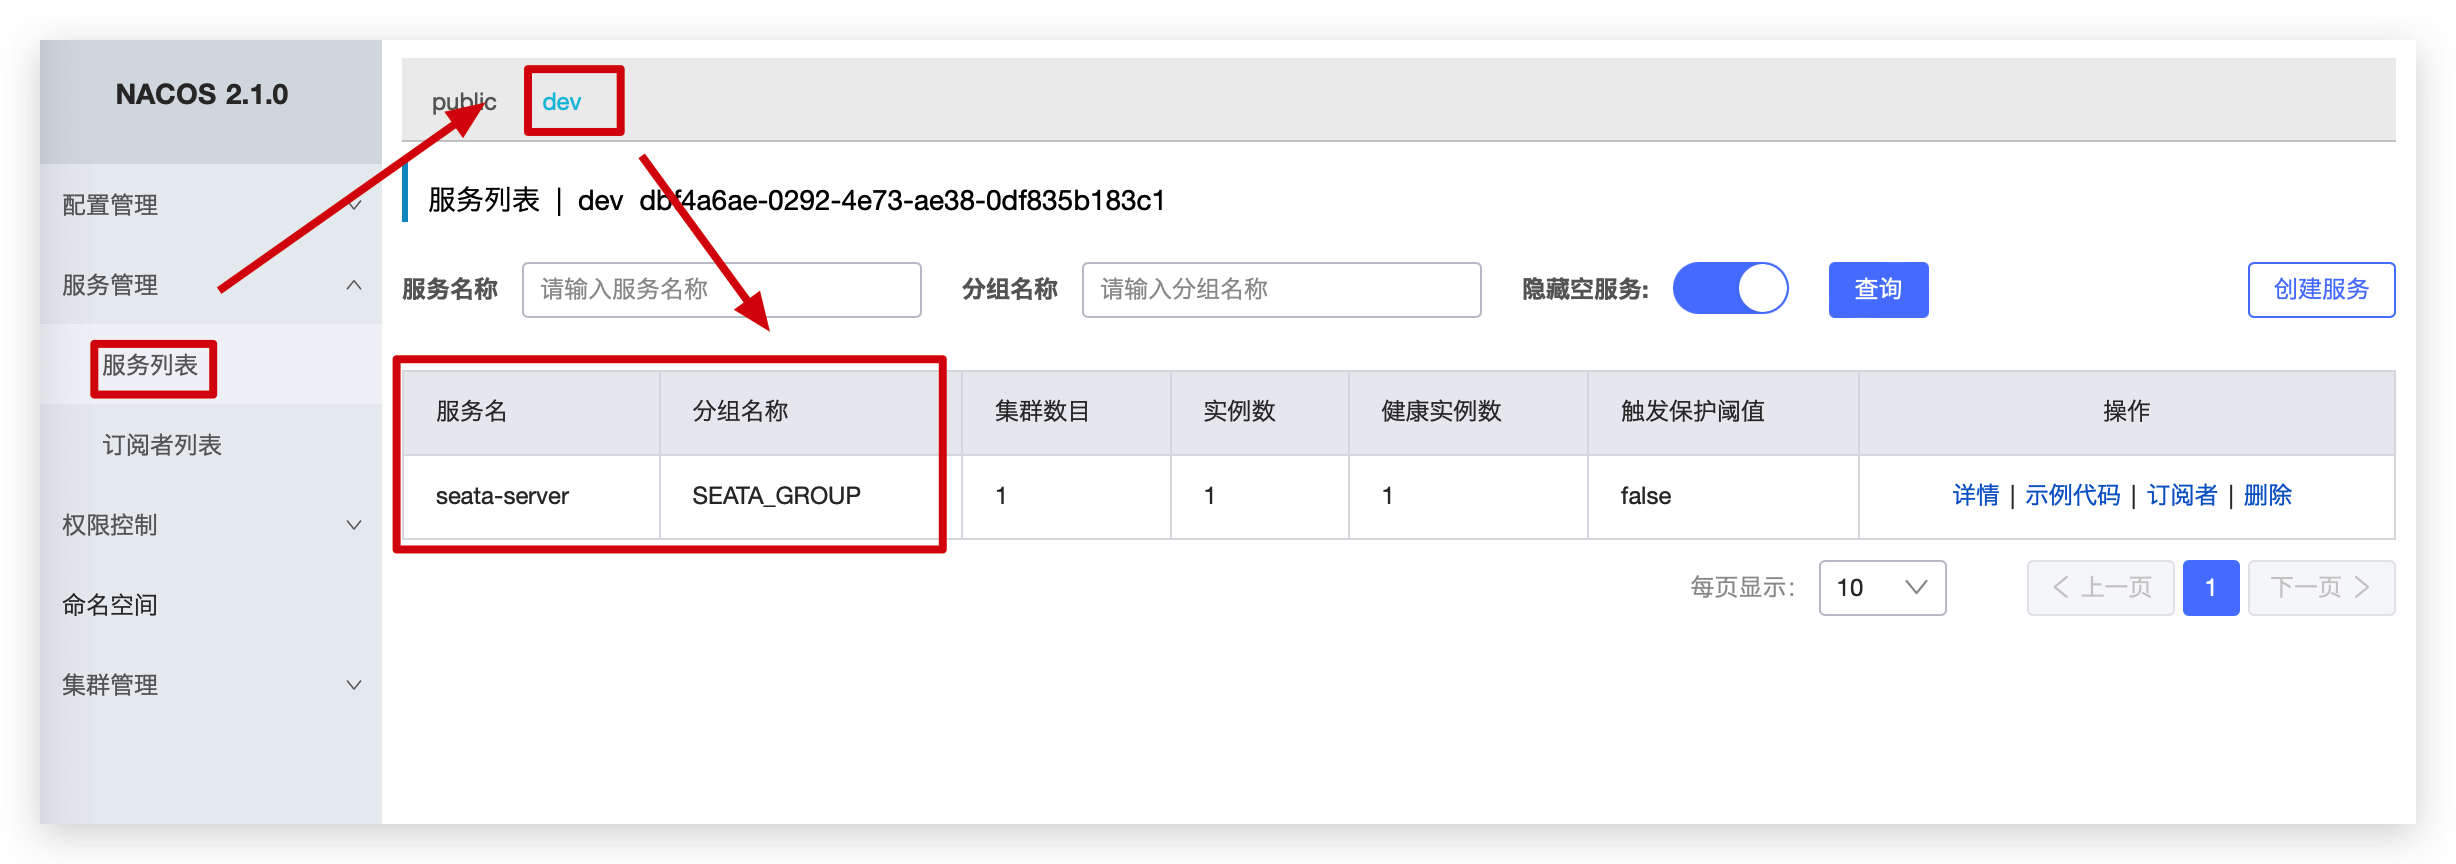 NACOS 2.1.0
public dev
配置管理
服务管理
服务列表
订阅者列表
权限控制
命名空间
集群管理
服务列表 | dev dbf4a6ae-0292-4e73-ae38-0df835b183c1
服务名称 请输入服务名称 分组名称 请输入分组名称 隐藏空服务: 查询 创建服务
服务名 分组名称 集群数目 实例数 健康实例数 触发保护阈值 操作
seata-server SEATA_GROUP 1 1 1 false 详情 | 示例代码 | 订阅者 | 删除
每页显示: 10 上一页 1 下一页